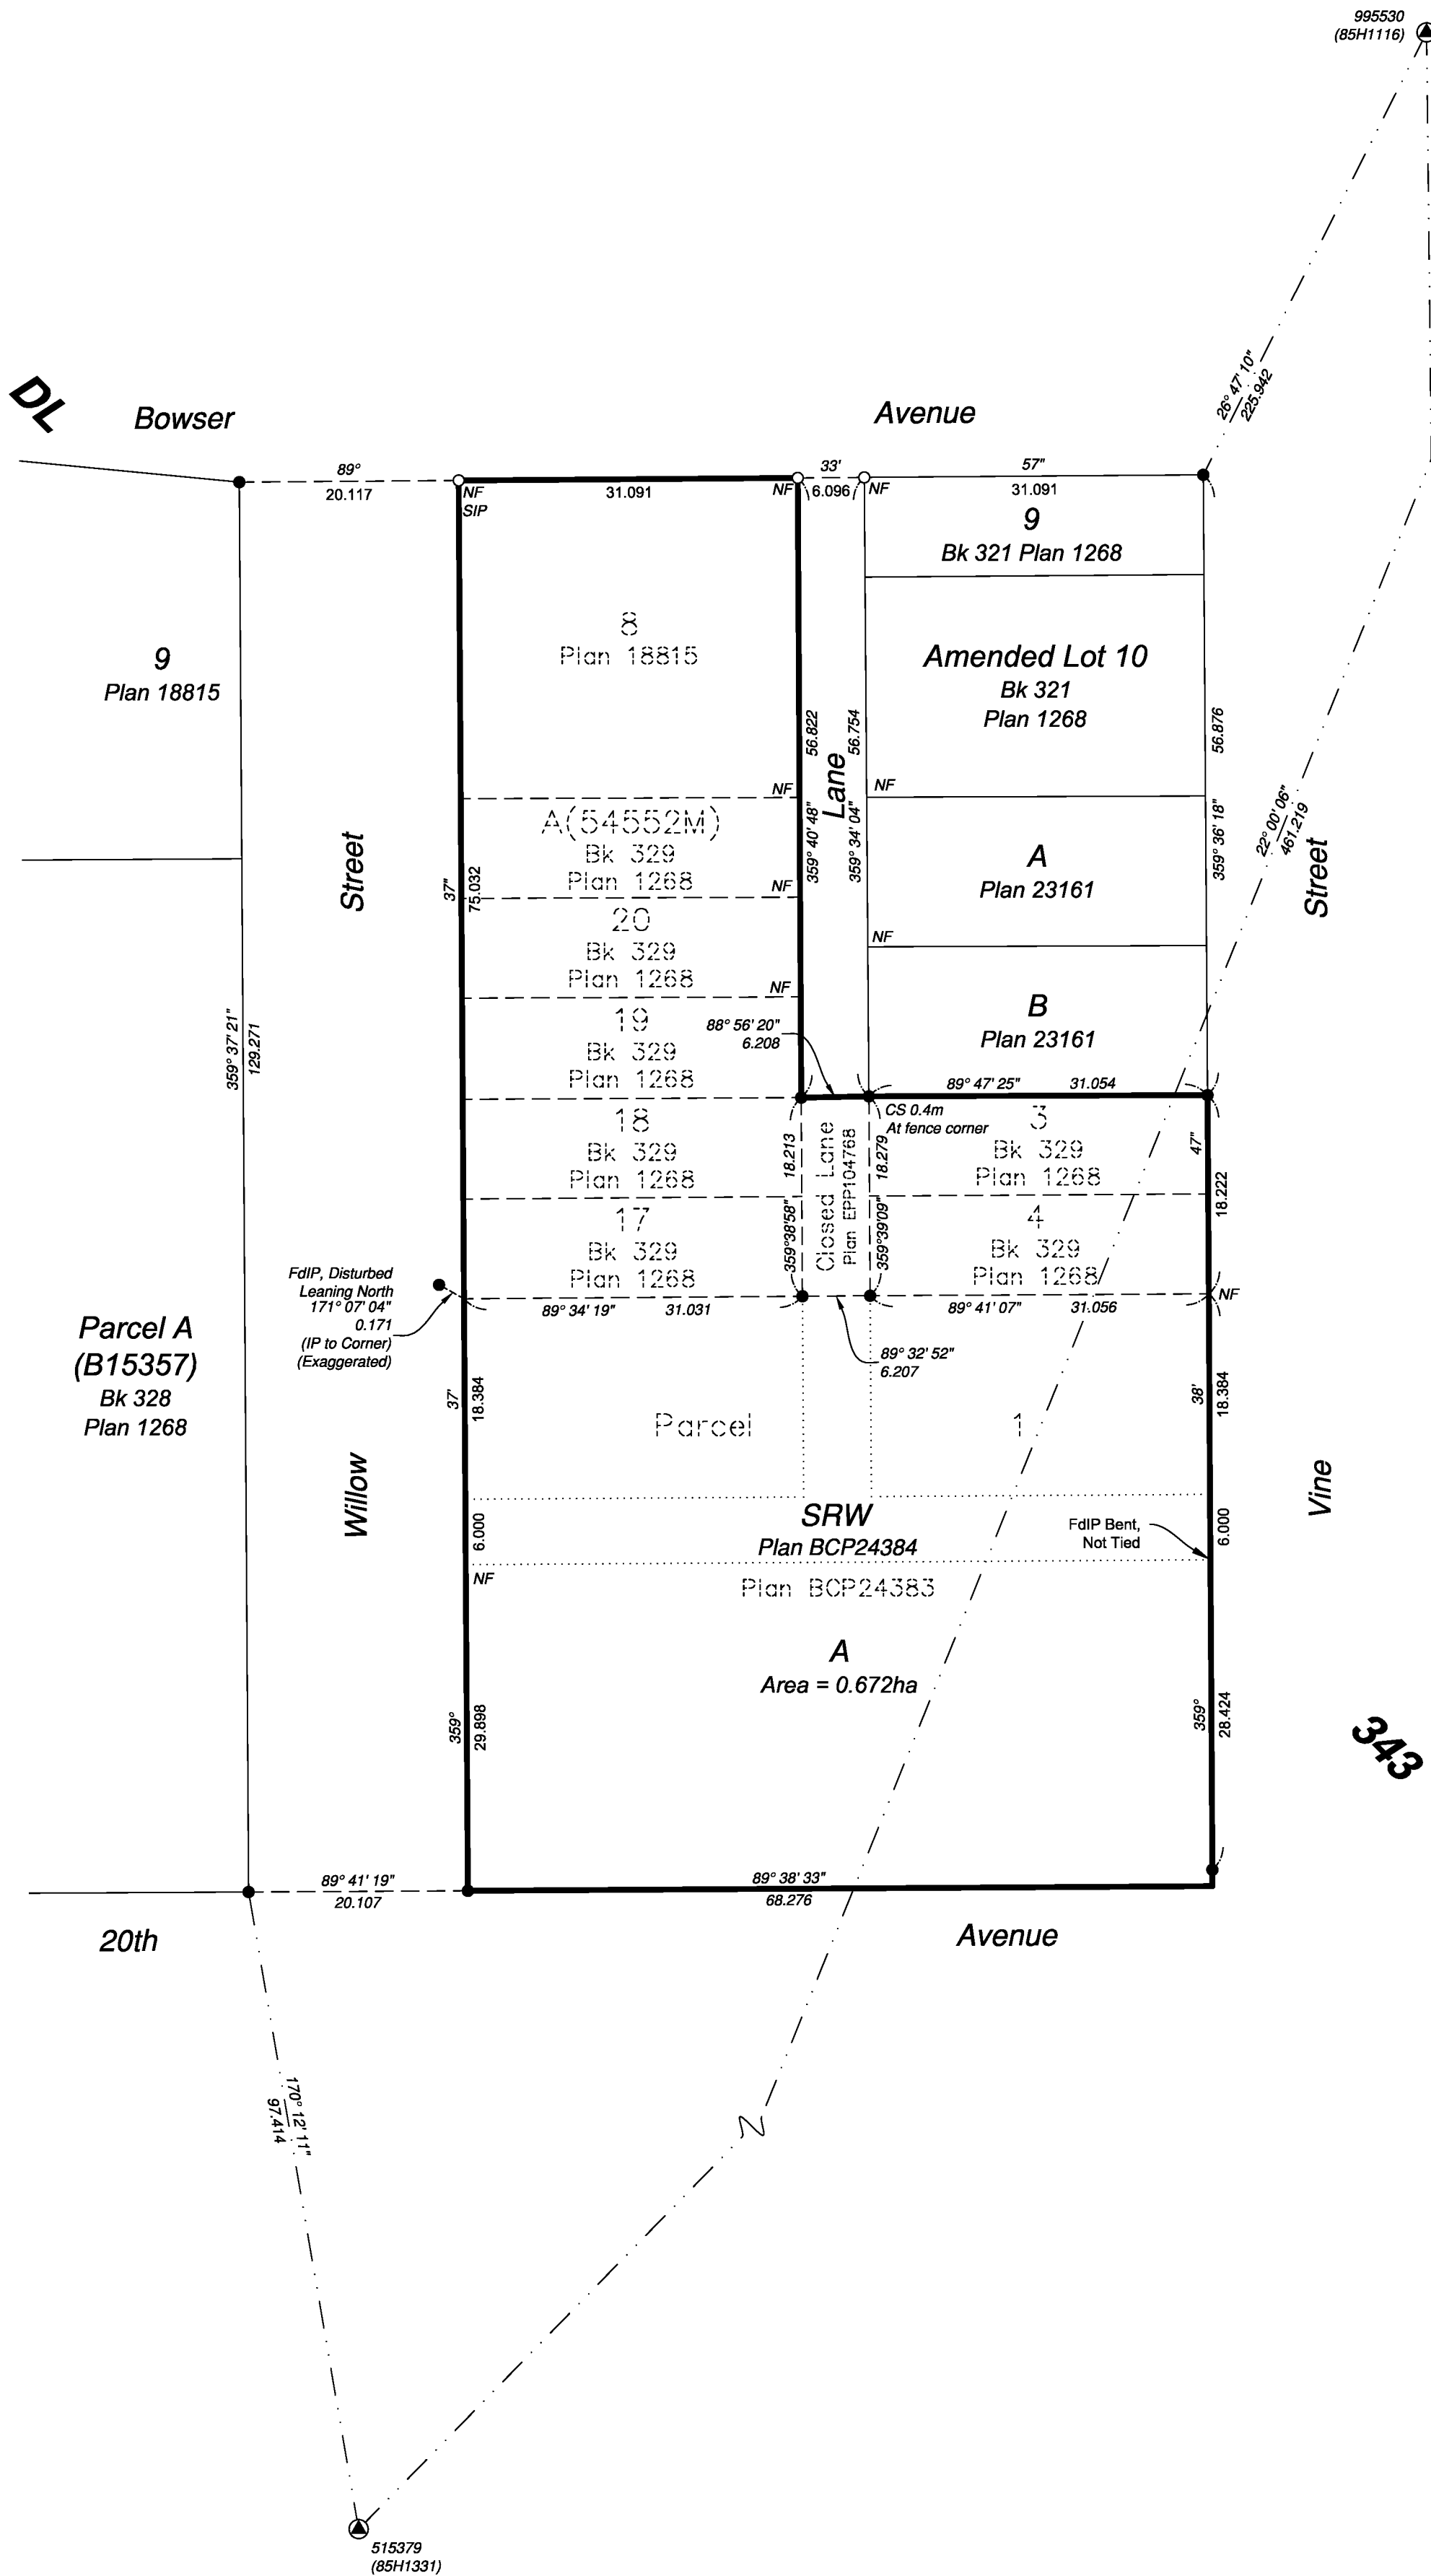 995530
(85H1116)
26° 47' 10"
225.942
DL
Bowser
Avenue
89°
20.117
31.091
33'
6.096
57"
31.091
NF
SIP
NF
NF
9
Bk 321 Plan 1268
8
Plan 18815
9
Plan 18815
Amended Lot 10
Bk 321
Plan 1268
56.822
359° 40' 48"
56.754
359° 34' 04"
Lane
56.876
359° 36' 18"
22° 00' 06"
461.219
NF
NF
A(54552M)
Bk 329
Plan 1268
A
Plan 23161
Street
37"
75.032
Street
NF
20
Bk 329
Plan 1268
NF
NF
B
Plan 23161
359° 37' 21"
129.271
19
Bk 329
Plan 1268
88° 56' 20"
6.208
89° 47' 25"
31.054
CS 0.4m
At fence corner
18
Bk 329
Plan 1268
18.213
359°38'58"
Closed Lane
Plan EPP104768
18.279
359°39'09"
3
Bk 329
Plan 1268
47"
18.222
17
Bk 329
Plan 1268
4
Bk 329
Plan 1268
FdIP, Disturbed
Leaning North
171° 07' 04"
0.171
(IP to Corner)
(Exaggerated)
89° 34' 19"
31.031
89° 41' 07"
31.056
NF
89° 32' 52"
6.207
Parcel A
(B15357)
Bk 328
Plan 1268
37'
18.384
38'
18.384
Parcel
1
Willow
Vine
6.000
SRW
Plan BCP24384
FdIP Bent,
Not Tied
6.000
NF
Plan BCP24383
A
Area = 0.672ha
359°
29.898
359°
28.424
343
89° 41' 19"
20.107
89° 38' 33"
68.276
20th
Avenue
170° 12' 11"
97.414
515379
(85H1331)